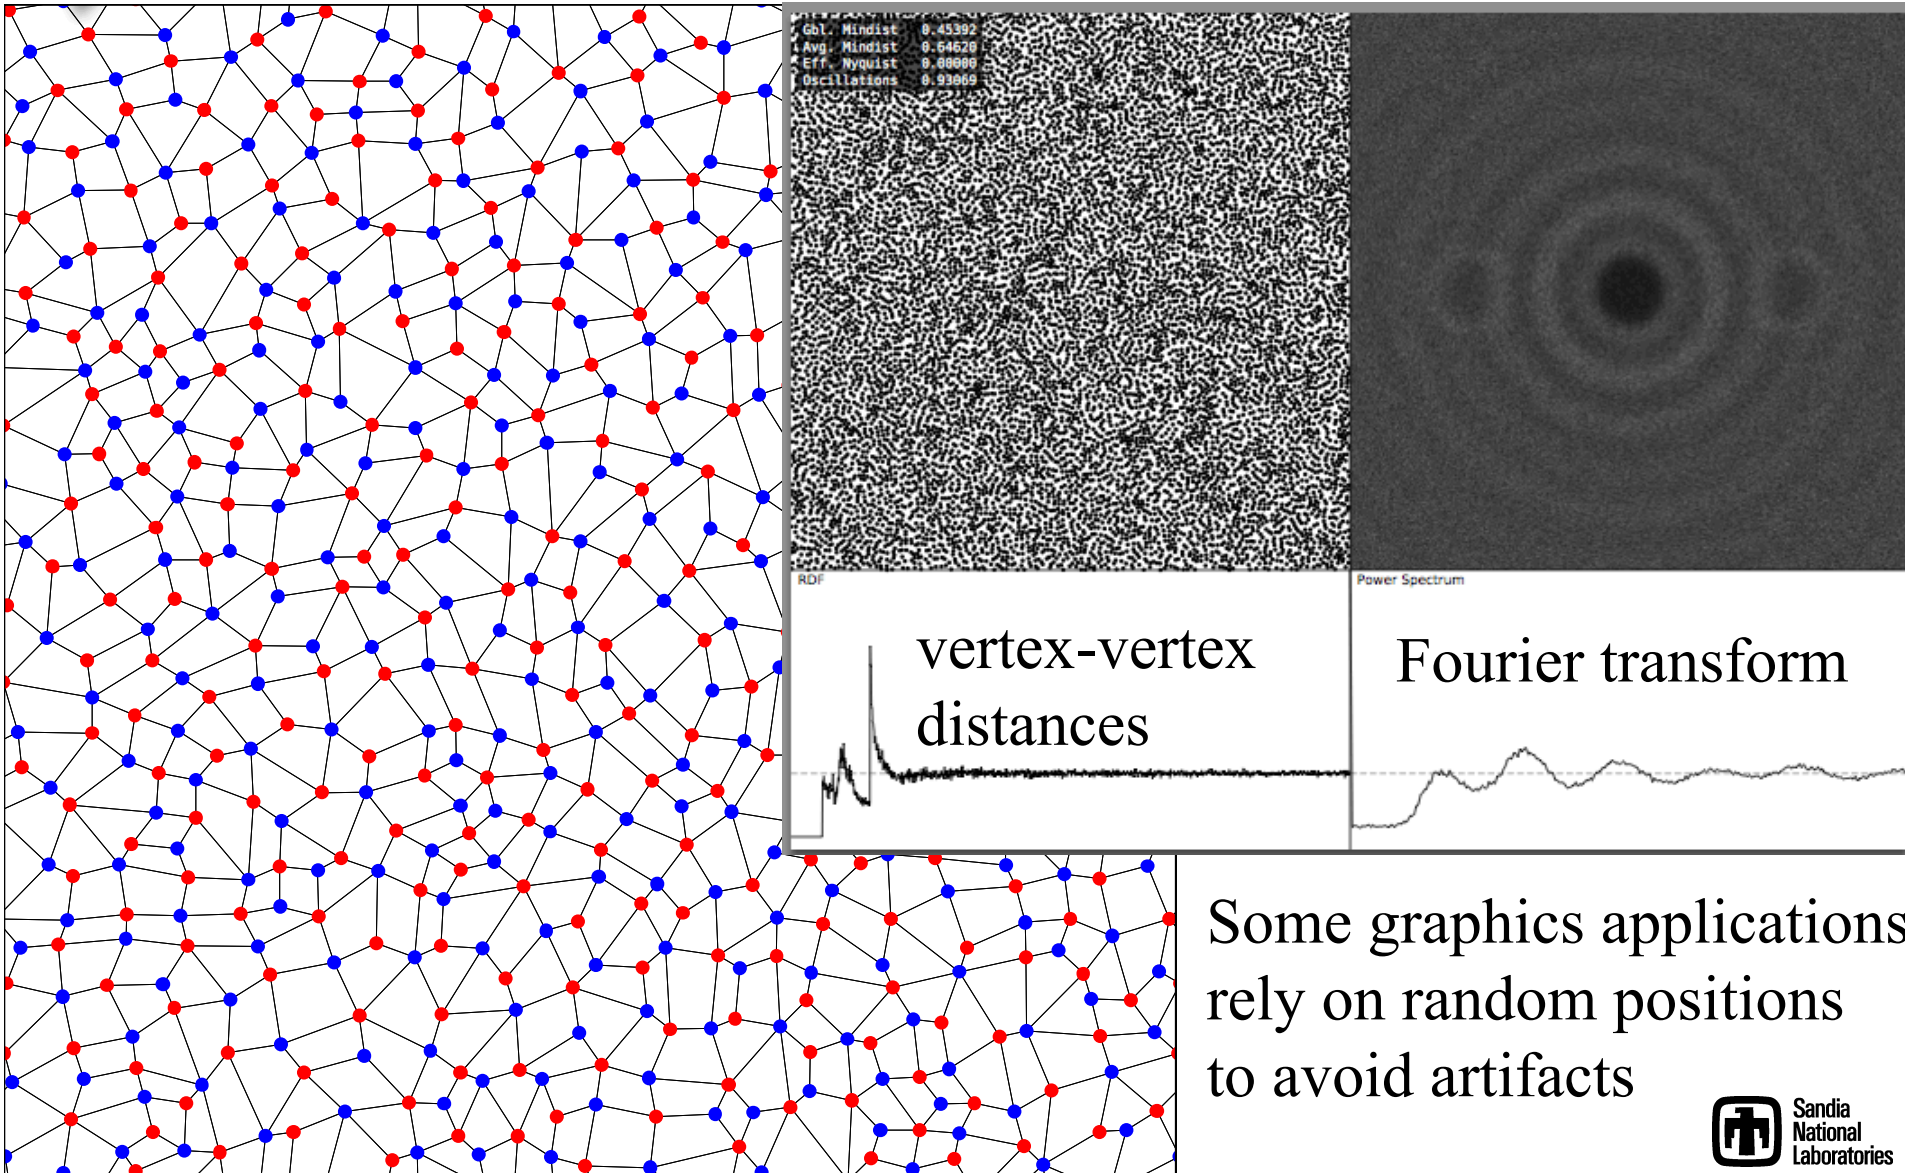 Gbl. Mindist 0.45392
Avg. Mindist 0.64620
Eff. Nyquist 0.00000
Oscillations 0.93069
RDF
Power Spectrum
vertex-vertex
distances
Fourier transform
Some graphics applications
rely on random positions
to avoid artifacts
Sandia
National
Laboratories